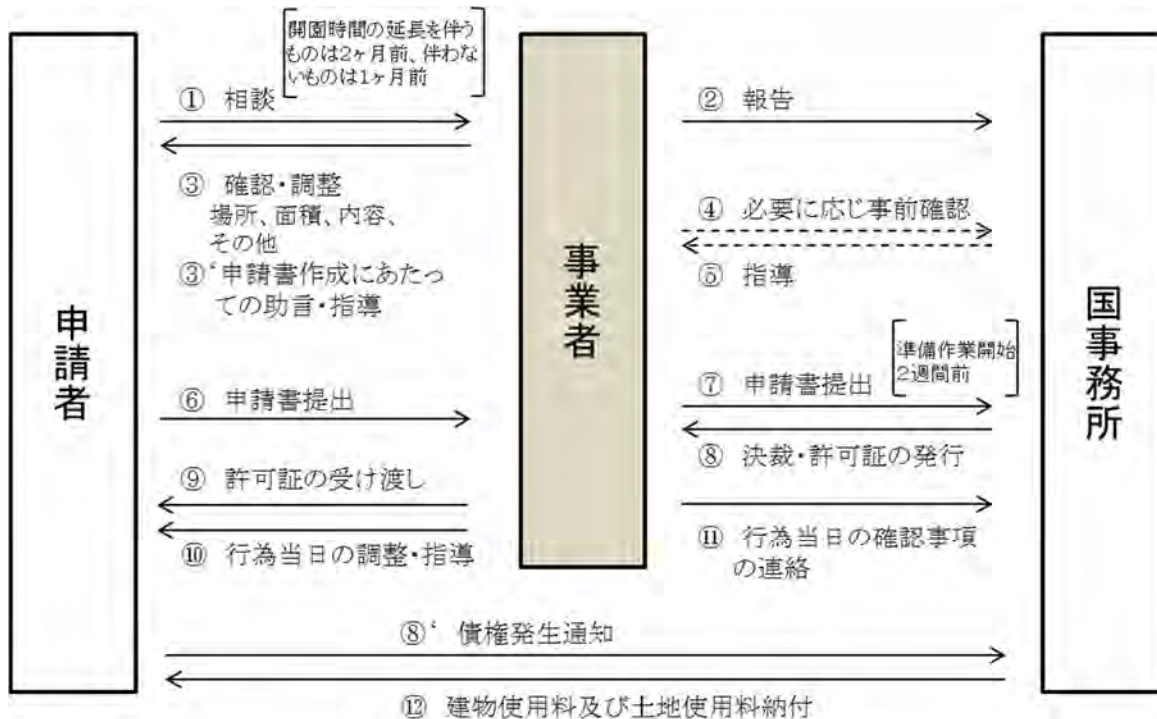 開園時間の延長を伴う
ものは2ヶ月前、伴わな
いものは1ヶ月前
① 相談
② 報告
③ 確認・調整
場所、面積、内容、
その他
③‘申請書作成にあたっ
ての助言・指導
④ 必要に応じ事前確認
⑤ 指導
申請者
事業者
国事務所
準備作業開始
2週間前
⑥ 申請書提出
⑦ 申請書提出
⑧ 決裁・許可証の発行
⑨ 許可証の受け渡し
⑩ 行為当日の調整・指導
⑪ 行為当日の確認事項
の連絡
⑧‘ 債権発生通知
⑫ 建物使用料及び土地使用料納付